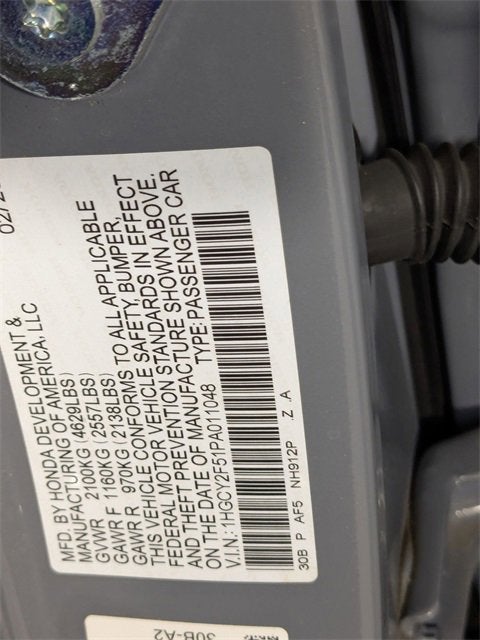 02/2
MFD. BY HONDA DEVELOPMENT &
MANUFACTURING OF AMERICA, LLC
GVWR 2100KG (4629LBS)
GAWR F 1160KG (2557LBS)
GAWR R 970KG (2138LBS)
THIS VEHICLE CONFORMS TO ALL APPLICABLE
FEDERAL MOTOR VEHICLE SAFETY, BUMPER,
AND THEFT PREVENTION STANDARDS IN EFFECT
ON THE DATE OF MANUFACTURE SHOWN ABOVE.
V.I.N.: 1HGCY2F51PA011048 TYPE: PASSENGER CAR
30B P AF5 NH912P .Z .A
30B-A2